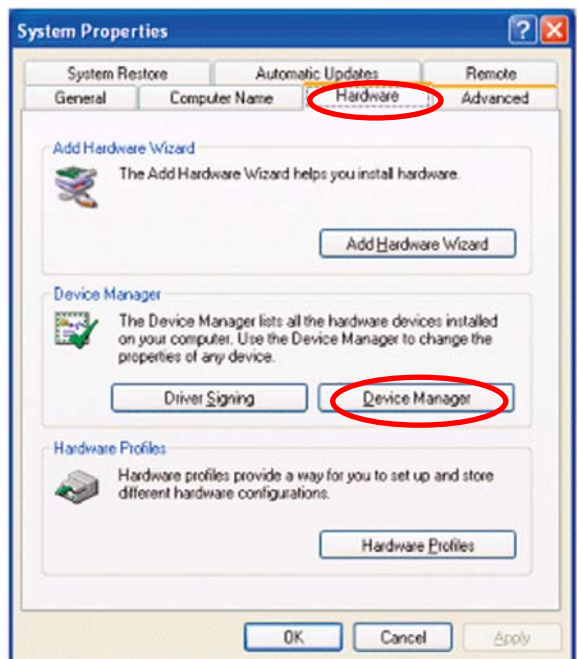 System Properties
System Restore Automatic Updates Remote
General Computer Name Hardware Advanced
Add Hardware Wizard
The Add Hardware Wizard helps you install hardware.
Add Hardware Wizard
Device Manager
The Device Manager lists all the hardware devices installed
on your computer. Use the Device Manager to change the
properties of any device.
Driver Signing Device Manager
Hardware Profiles
Hardware profiles provide a way for you to set up and store
different hardware configurations.
Hardware Profiles
OK Cancel Apply